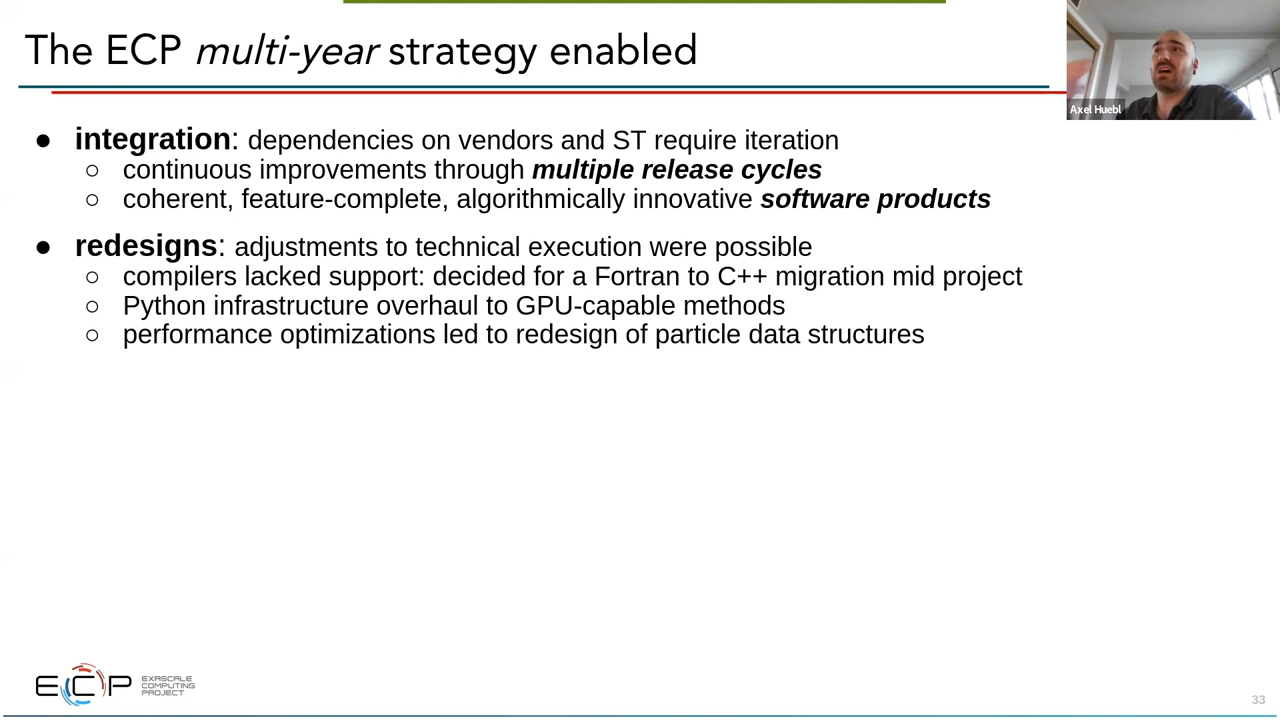 The ECP multi-year strategy enabled
Axel Huebl
● integration: dependencies on vendors and ST require iteration
○ continuous improvements through multiple release cycles
○ coherent, feature-complete, algorithmically innovative software products
● redesigns: adjustments to technical execution were possible
○ compilers lacked support: decided for a Fortran to C++ migration mid project
○ Python infrastructure overhaul to GPU-capable methods
○ performance optimizations led to redesign of particle data structures
ECP
EXASCALE
COMPUTING
PROJECT
33